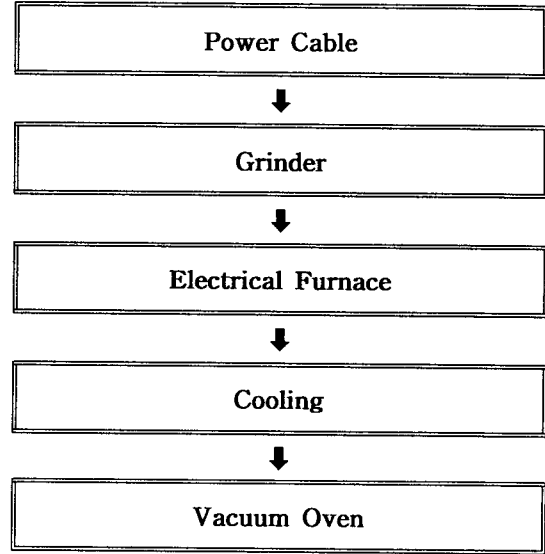 Power Cable
Grinder
Electrical Furnace
Cooling
Vacuum Oven